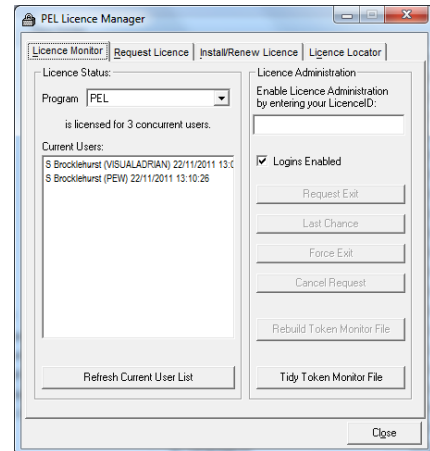 PEL Licence Manager
Licence Monitor
Request Licence
Install/Renew Licence
Licence Locator
Licence Status:
Program
PEL
is licensed for 3 concurrent users.
Current Users:
S Brocklehurst (VISUALADRIAN) 22/11/2011 13:0
S Brocklehurst (PEW) 22/11/2011 13:10:26
Refresh Current User List
Licence Administration
Enable Licence Administration
by entering your LicenceID:
Logins Enabled
Request Exit
Last Chance
Force Exit
Cancel Request
Rebuild Token Monitor File
Tidy Token Monitor File
Close